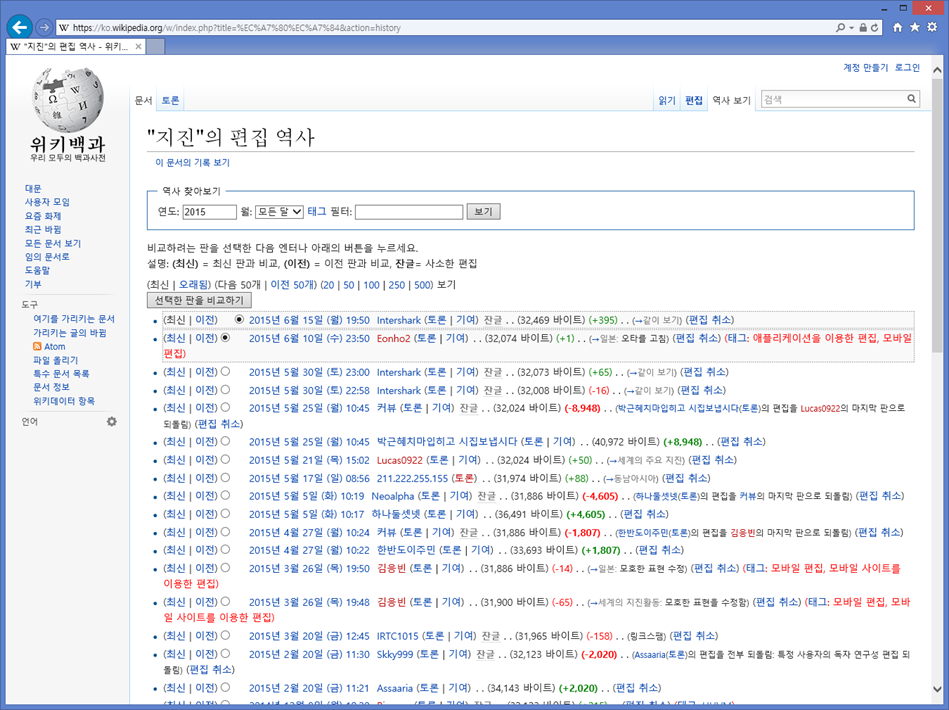 https://ko.wikipedia.org/w/index.php?title=%EC%A7%80%EC%A7%84&action=history
"지진"의 편집 역사 - 위키...
계정 만들기 로그인
위키백과
우리 모두의 백과사전
문서 토론 읽기 편집 역사 보기 검색
"지진"의 편집 역사
이 문서의 기록 보기
역사 찾아보기
연도: 2015 월: 모든 달 태그 필터: 보기
비교하려는 판을 선택한 다음 엔터나 아래의 버튼을 누르세요.
설명: (최신) = 최신 판과 비교, (이전) = 이전 판과 비교, 잔글= 사소한 편집
(최신 | 오래됨) (다음 50개 | 이전 50개) (20 | 50 | 100 | 250 | 500) 보기
선택한 판을 비교하기
(최신 | 이전) 2015년 6월 15일 (월) 19:50 Intershark (토론 | 기여) 잔글 . . (32,469 바이트) (+395) . . (→같이 보기) (편집 취소)
(최신 | 이전) 2015년 6월 10일 (수) 23:50 Eonho2 (토론 | 기여) . . (32,074 바이트) (+1) . . (→일본: 오타를 고침) (편집 취소) (태그: 애플리케이션을 이용한 편집, 모바일
편집)
(최신 | 이전) 2015년 5월 30일 (토) 23:00 Intershark (토론 | 기여) 잔글 . . (32,073 바이트) (+65) . . (→같이 보기) (편집 취소)
(최신 | 이전) 2015년 5월 30일 (토) 22:58 Intershark (토론 | 기여) 잔글 . . (32,008 바이트) (-16) . . (→같이 보기) (편집 취소)
(최신 | 이전) 2015년 5월 25일 (월) 10:45 커뷰 (토론 | 기여) 잔글 . . (32,024 바이트) (-8,948) . . (박근혜치마입히고 시집보냅시다(토론)의 편집을 Lucas0922의 마지막 판으로
되돌림) (편집 취소)
(최신 | 이전) 2015년 5월 25일 (월) 10:45 박근혜치마입히고 시집보냅시다 (토론 | 기여) . . (40,972 바이트) (+8,948) . . (편집 취소)
(최신 | 이전) 2015년 5월 21일 (목) 15:02 Lucas0922 (토론 | 기여) . . (32,024 바이트) (+50) . . (→세계의 주요 지진) (편집 취소)
(최신 | 이전) 2015년 5월 17일 (일) 08:56 211.222.255.155 (토론) . . (31,974 바이트) (+88) . . (→동남아시아) (편집 취소)
(최신 | 이전) 2015년 5월 5일 (화) 10:19 Neoalpha (토론 | 기여) 잔글 . . (31,886 바이트) (-4,605) . . (하나둘셋넷(토론)의 편집을 커뷰의 마지막 판으로 되돌림) (편집 취소)
(최신 | 이전) 2015년 5월 5일 (화) 10:17 하나둘셋넷 (토론 | 기여) . . (36,491 바이트) (+4,605) . . (편집 취소)
(최신 | 이전) 2015년 4월 27일 (월) 10:24 커뷰 (토론 | 기여) 잔글 . . (31,886 바이트) (-1,807) . . (한반도이주민(토론)의 편집을 김응빈의 마지막 판으로 되돌림) (편집 취소)
(최신 | 이전) 2015년 4월 27일 (월) 10:22 한반도이주민 (토론 | 기여) . . (33,693 바이트) (+1,807) . . (편집 취소)
(최신 | 이전) 2015년 3월 26일 (목) 19:50 김응빈 (토론 | 기여) . . (31,886 바이트) (-14) . . (→일본: 모호한 표현 수정) (편집 취소) (태그: 모바일 편집, 모바일 사이트를
이용한 편집)
(최신 | 이전) 2015년 3월 26일 (목) 19:48 김응빈 (토론 | 기여) . . (31,900 바이트) (-65) . . (→세계의 지진활동: 모호한 표현을 수정함) (편집 취소) (태그: 모바일 편집, 모바
일 사이트를 이용한 편집)
(최신 | 이전) 2015년 3월 20일 (금) 12:45 IRTC1015 (토론 | 기여) 잔글 . . (31,965 바이트) (-158) . . (링크스팸) (편집 취소)
(최신 | 이전) 2015년 2월 20일 (금) 11:30 Skky999 (토론 | 기여) 잔글 . . (32,123 바이트) (-2,020) . . (Assaaria(토론)의 편집을 전부 되돌림: 특정 사용자의 독자 연구성 편집 되
돌림) (편집 취소)
(최신 | 이전) 2015년 2월 20일 (금) 11:21 Assaaria (토론 | 기여) . . (34,143 바이트) (+2,020) . . (편집 취소)
대문
사용자 모임
요즘 화제
최근 바뀜
모든 문서 보기
임의 문서로
도움말
기부
도구
여기를 가리키는 문서
가리키는 글의 바뀜
Atom
파일 올리기
특수 문서 목록
문서 정보
위키데이터 항목
언어